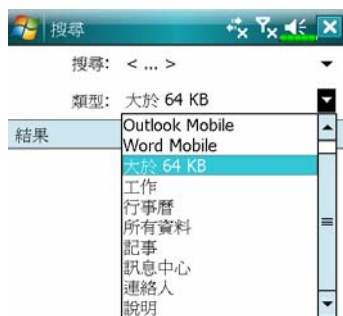 搜尋
搜尋: < ... >
類型: 大於 64 KB
結果
Outlook Mobile
Word Mobile
大於 64 KB
工作
行事曆
所有資料
記事
訊息中心
連絡人
說明